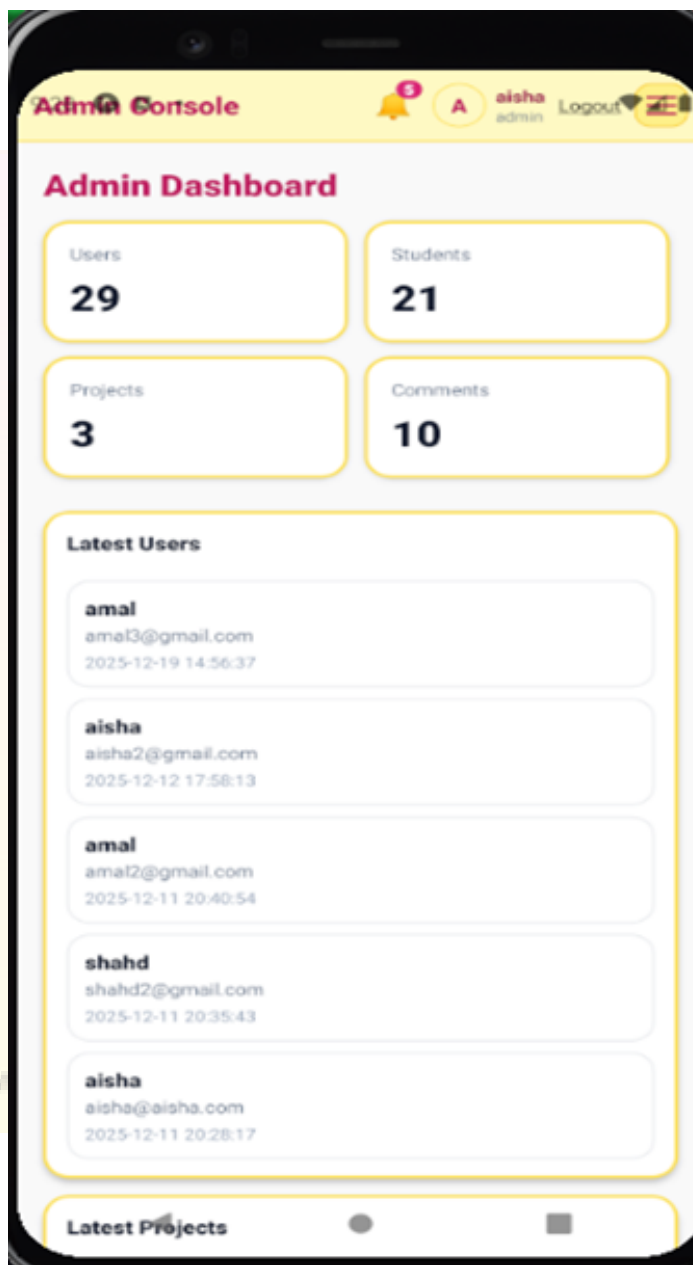 Admin Console
5
A
aisha
admin
Logout
Admin Dashboard
Users
29
Students
21
Projects
3
Comments
10
Latest Users
amal
amal3@gmail.com
2025-12-19 14:56:37
aisha
aisha2@gmail.com
2025-12-12 17:58:13
amal
amal2@gmail.com
2025-12-11 20:40:54
shahd
shahd2@gmail.com
2025-12-11 20:35:43
aisha
aisha@aisha.com
2025-12-11 20:28:17
Latest Projects